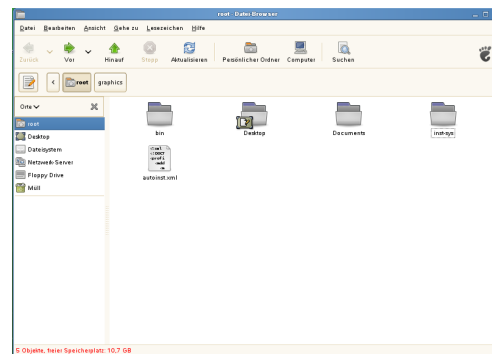 root - Datei-Browser
Datei Bearbeiten Ansicht Gehe zu Lesezeichen Hilfe
Zurück Vor Hinauf Stopp Aktualisieren Persönlicher Ordner Computer Suchen
root graphics
Orte
root
Desktop
Dateisystem
Netzwerk-Server
Floppy Drive
Müll
bin Desktop Documents inst-sys
autoinst.xml
5 Objekte, freier Speicherplatz: 10,7 GB